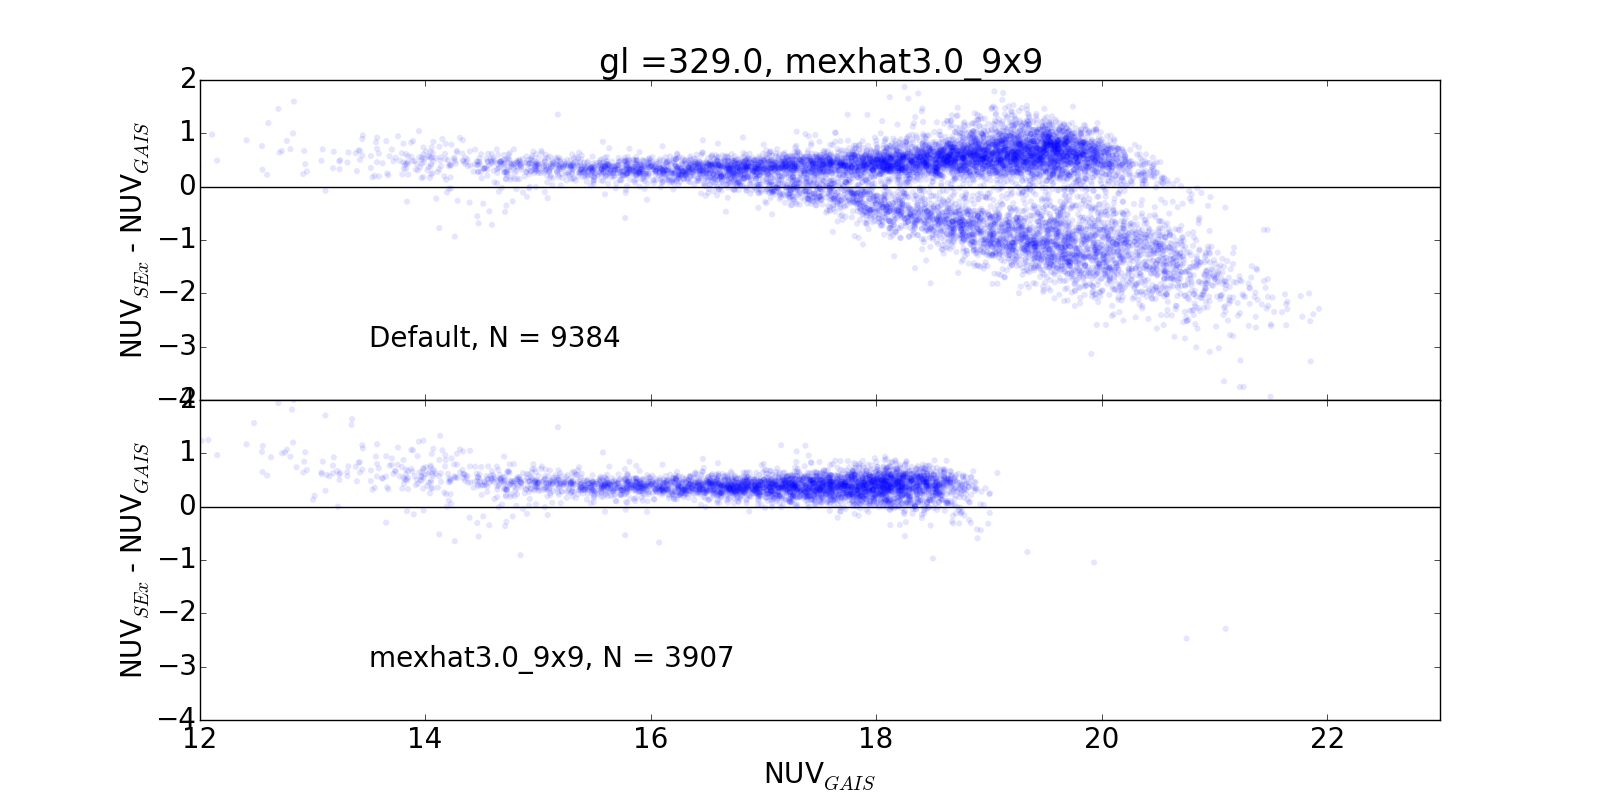 gl =329.0, mexhat3.0_9x9
2
1
0
−1
−2
−3
−4
NUV_SEx - NUV_GAIS
Default, N = 9384
2
1
0
−1
−2
−3
−4
NUV_SEx - NUV_GAIS
mexhat3.0_9x9, N = 3907
12 14 16 18 20 22
NUV_GAIS